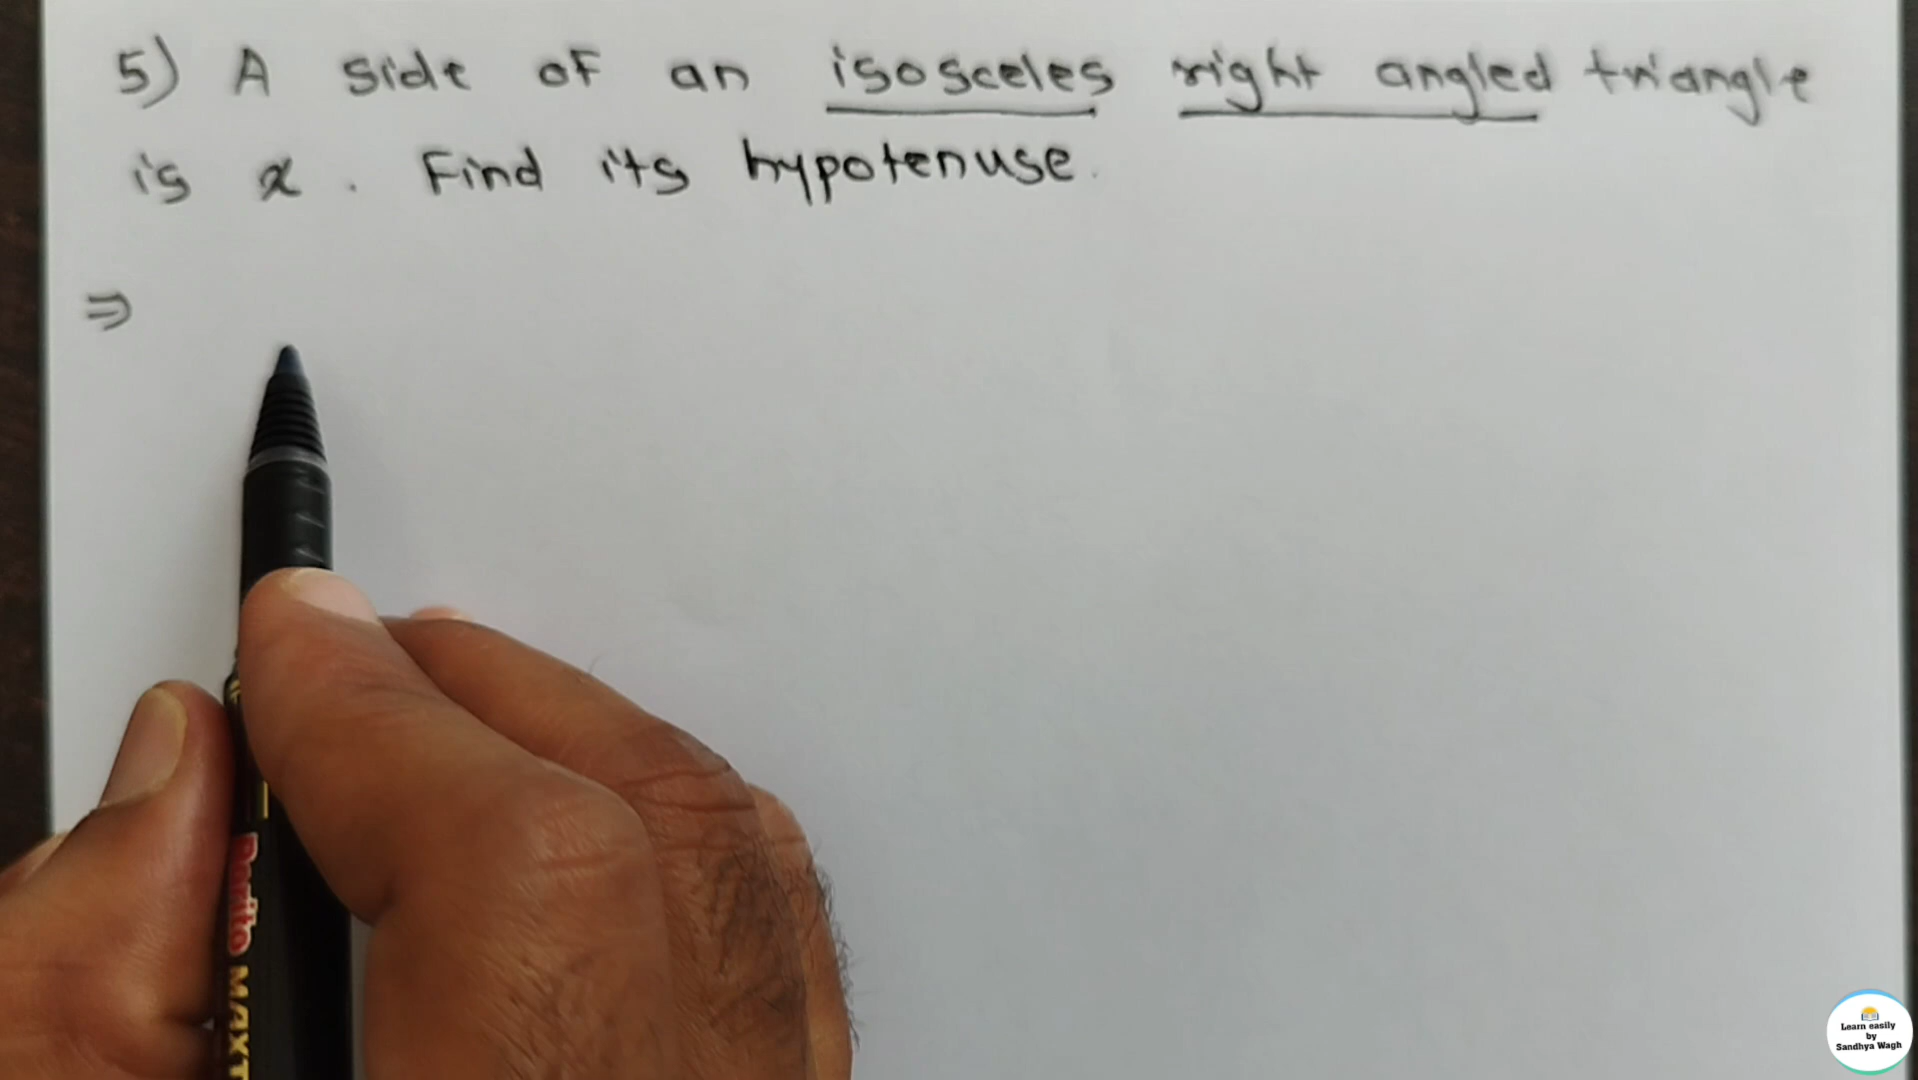 5) A side of an isosceles right angled triangle
is x. Find its hypotenuse.
⇒
Learn easily
by
Sandhya Wagh